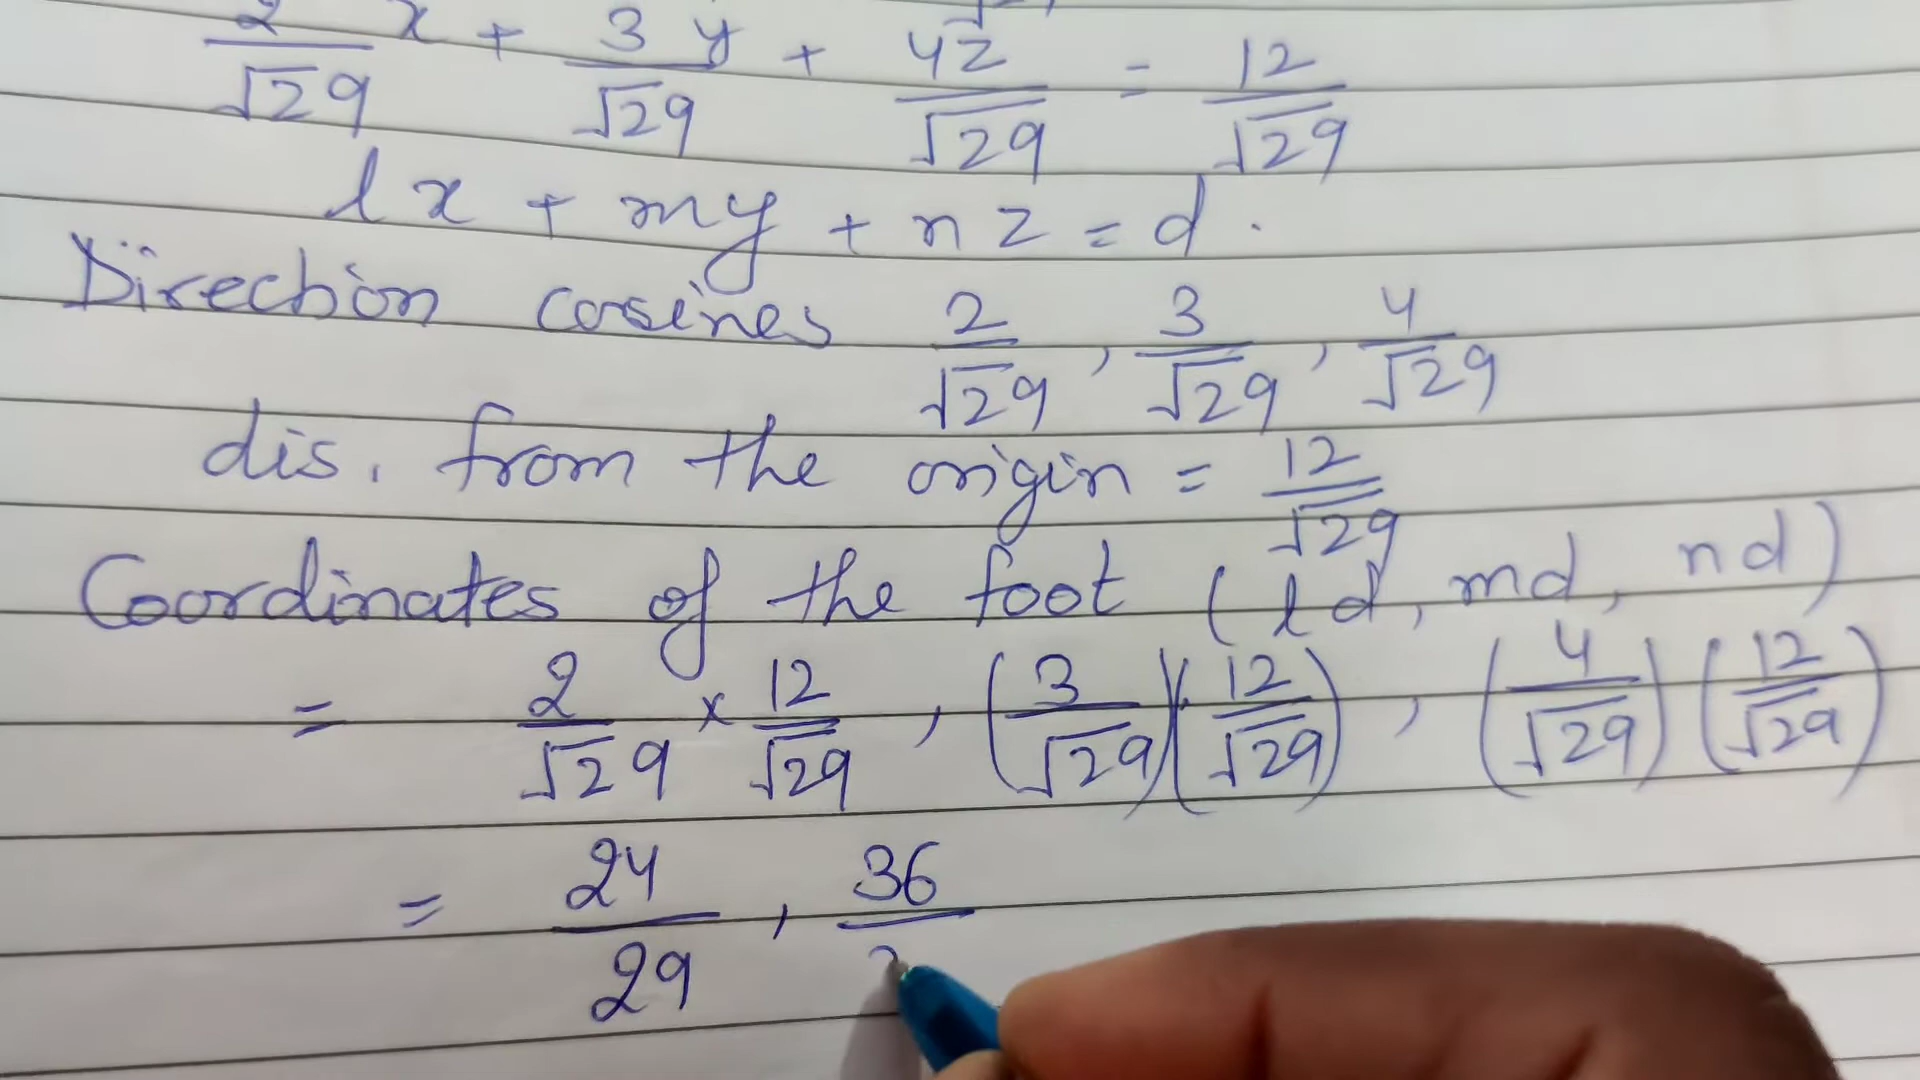 2/√29 x + 3y/√29 + 4z/√29 = 12/√29
lx + my + nz = d.
Direction cosines 2/√29, 3/√29, 4/√29
dis. from the origin = 12/√29
Coordinates of the foot (ld, md, nd)
= 2/√29 × 12/√29, (3/√29)(12/√29), (4/√29)(12/√29)
= 24/29, 36